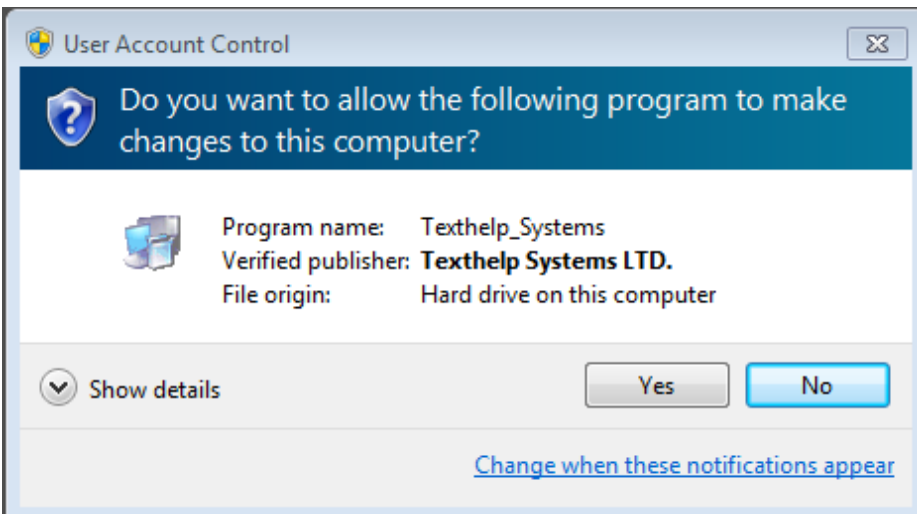 User Account Control
Do you want to allow the following program to make
changes to this computer?
Program name: Texthelp_Systems
Verified publisher: Texthelp Systems LTD.
File origin: Hard drive on this computer
Show details
Yes
No
Change when these notifications appear